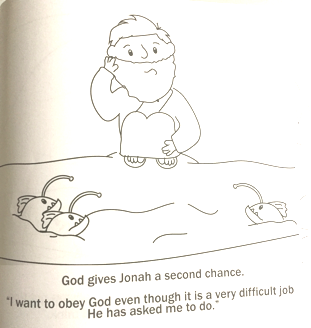 God gives Jonah a second chance.
"I want to obey God even though it is a very difficult job
He has asked me to do."